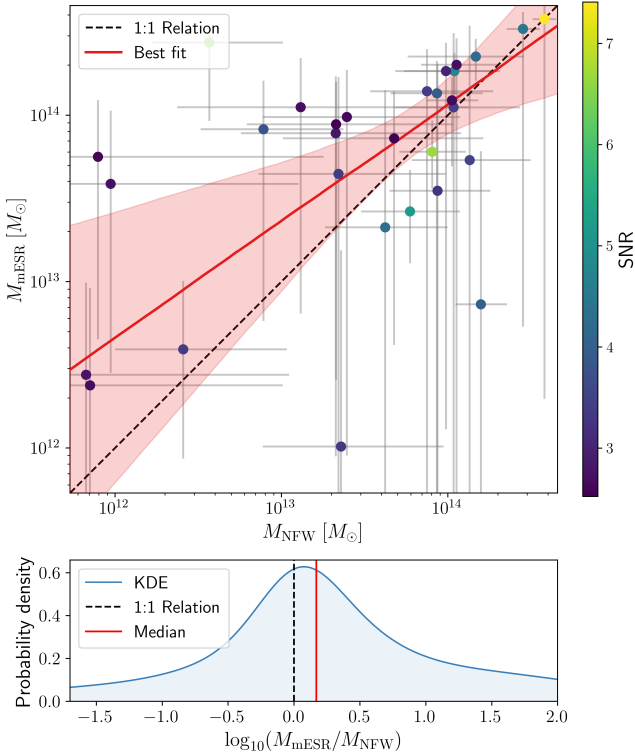 1:1 Relation
Best fit
10^14
10^13
10^12
M_mESR [M_⊙]
10^12
10^13
10^14
M_NFW [M_⊙]
7
6
5
4
3
SNR
KDE
1:1 Relation
Median
0.6
0.4
0.2
0.0
Probability density
−1.5
−1.0
−0.5
0.0
0.5
1.0
1.5
2.0
log_10(M_mESR/M_NFW)